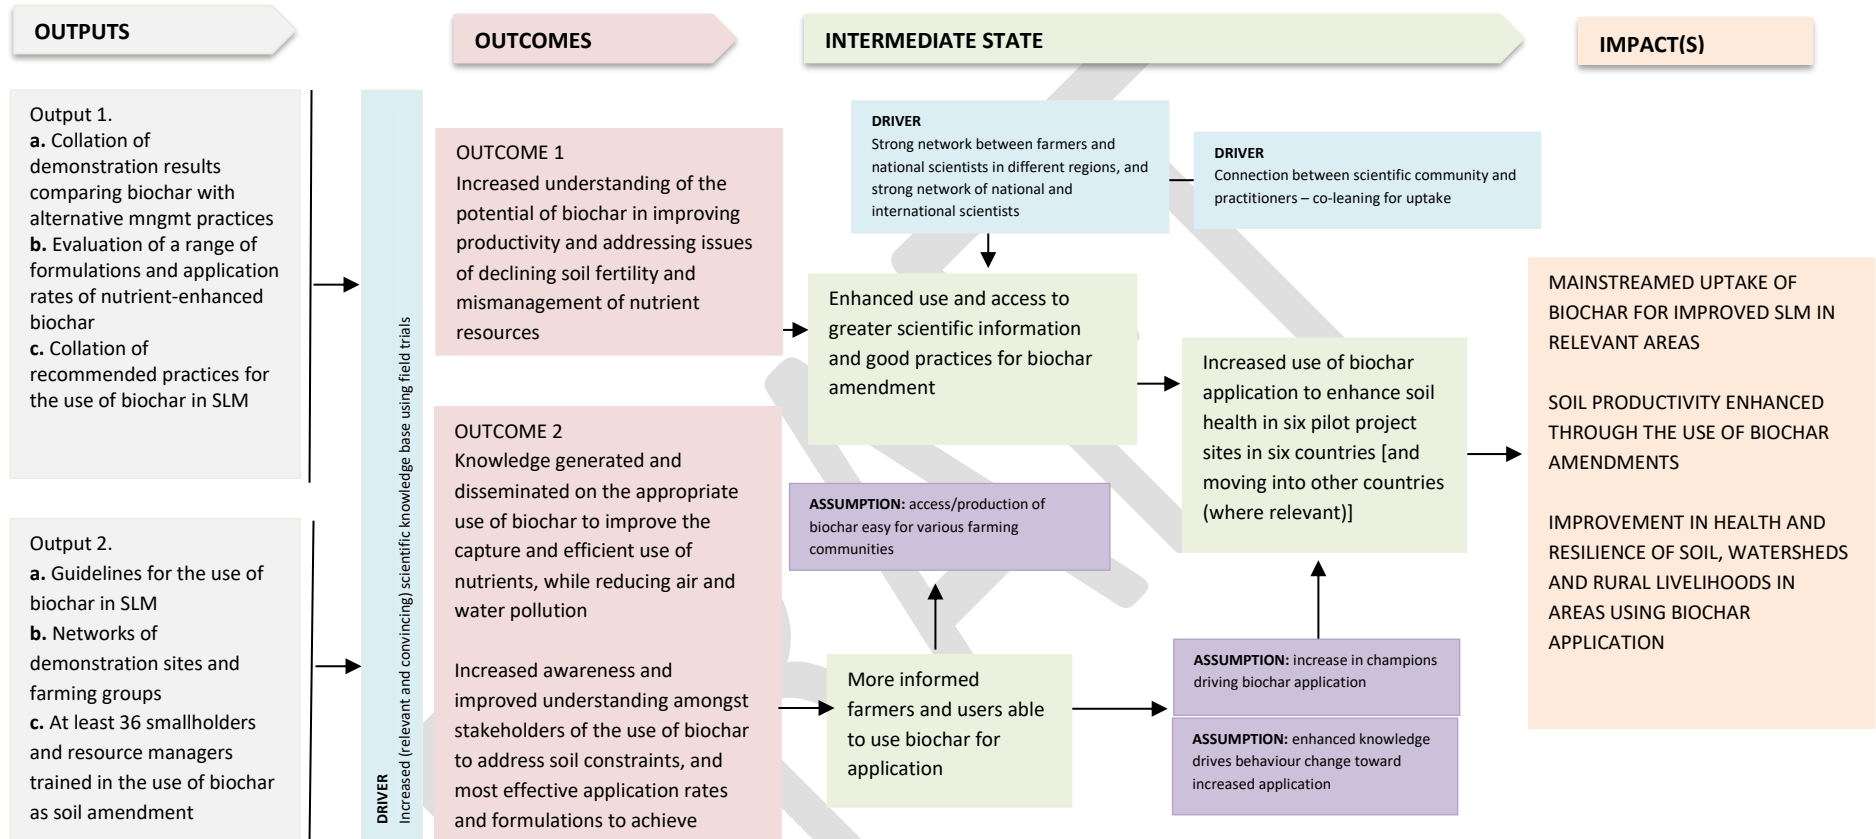 OUTPUTS
OUTCOMES
INTERMEDIATE STATE
IMPACT(S)
Output 1.
a. Collation of
demonstration results
comparing biochar with
alternative mngmt practices
b. Evaluation of a range of
formulations and application
rates of nutrient-enhanced
biochar
c. Collation of
recommended practices for
the use of biochar in SLM
Output 2.
a. Guidelines for the use of
biochar in SLM
b. Networks of
demonstration sites and
farming groups
c. At least 36 smallholders
and resource managers
trained in the use of biochar
as soil amendment
DRIVER
Increased (relevant and convincing) scientific knowledge base using field trials
OUTCOME 1
Increased understanding of the
potential of biochar in improving
productivity and addressing issues
of declining soil fertility and
mismanagement of nutrient
resources
OUTCOME 2
Knowledge generated and
disseminated on the appropriate
use of biochar to improve the
capture and efficient use of
nutrients, while reducing air and
water pollution
Increased awareness and
improved understanding amongst
stakeholders of the use of biochar
to address soil constraints, and
most effective application rates
and formulations to achieve
DRIVER
Strong network between farmers and
national scientists in different regions, and
strong network of national and
international scientists
DRIVER
Connection between scientific community and
practitioners – co-leaning for uptake
Enhanced use and access to
greater scientific information
and good practices for biochar
amendment
ASSUMPTION: access/production of
biochar easy for various farming
communities
More informed
farmers and users able
to use biochar for
application
Increased use of biochar
application to enhance soil
health in six pilot project
sites in six countries [and
moving into other countries
(where relevant)]
ASSUMPTION: increase in champions
driving biochar application
ASSUMPTION: enhanced knowledge
drives behaviour change toward
increased application
MAINSTREAMED UPTAKE OF
BIOCHAR FOR IMPROVED SLM IN
RELEVANT AREAS
SOIL PRODUCTIVITY ENHANCED
THROUGH THE USE OF BIOCHAR
AMENDMENTS
IMPROVEMENT IN HEALTH AND
RESILIENCE OF SOIL, WATERSHEDS
AND RURAL LIVELIHOODS IN
AREAS USING BIOCHAR
APPLICATION